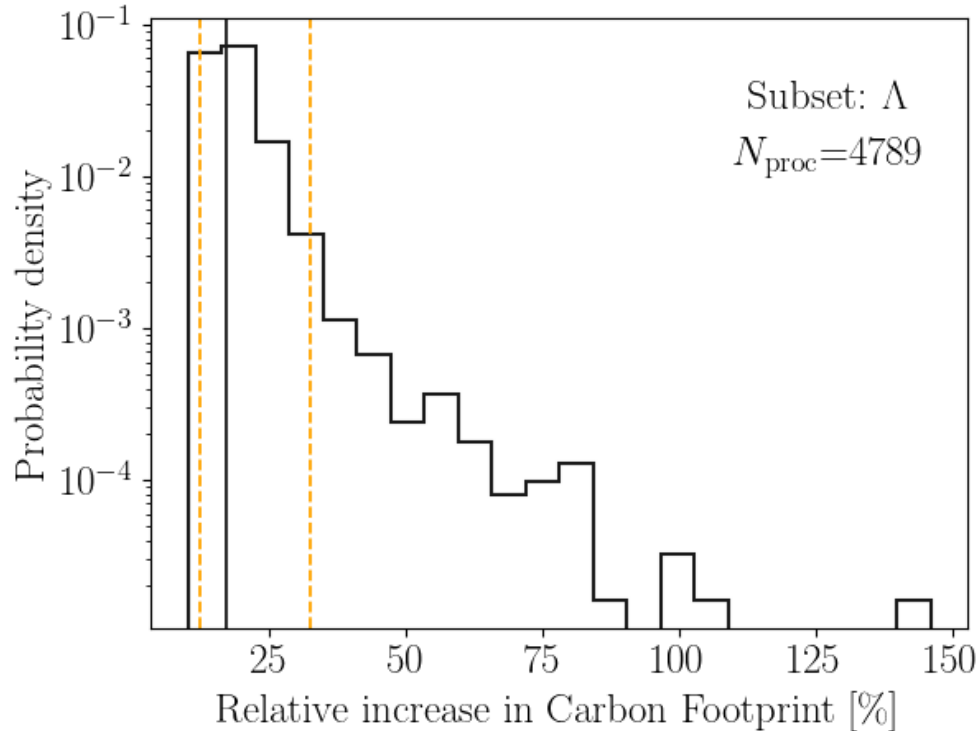 Subset: Λ
N_proc=4789
Probability density
10⁻¹
10⁻²
10⁻³
10⁻⁴
25 50 75 100 125 150
Relative increase in Carbon Footprint [%]